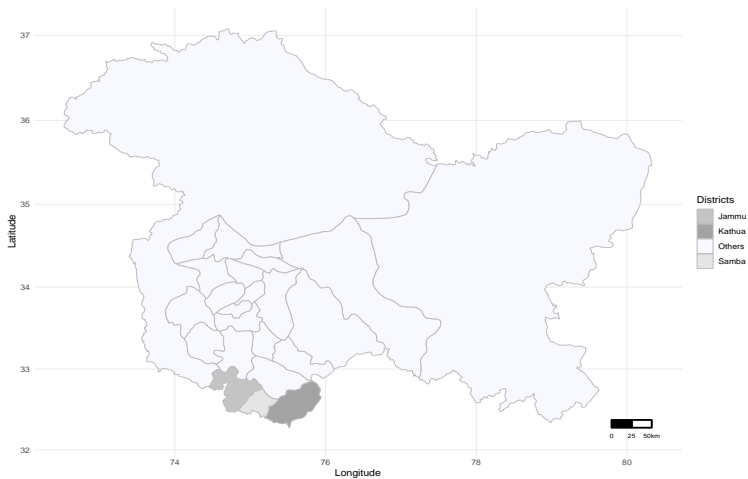 37
36
35
34
33
32
Latitude
74
76
78
80
Longitude
Districts
Jammu
Kathua
Others
Samba
0 25 50km